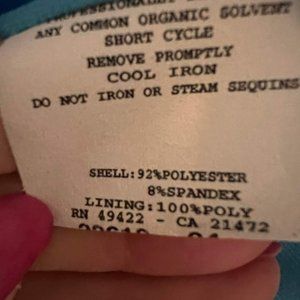 PROFESSIONALLY
ANY COMMON ORGANIC SOLVENT
SHORT CYCLE
REMOVE PROMPTLY
COOL IRON
DO NOT IRON OR STEAM SEQUINS
SHELL:92%POLYESTER
8%SPANDEX
LINING:100%POLY
RN 49422 - CA 21472